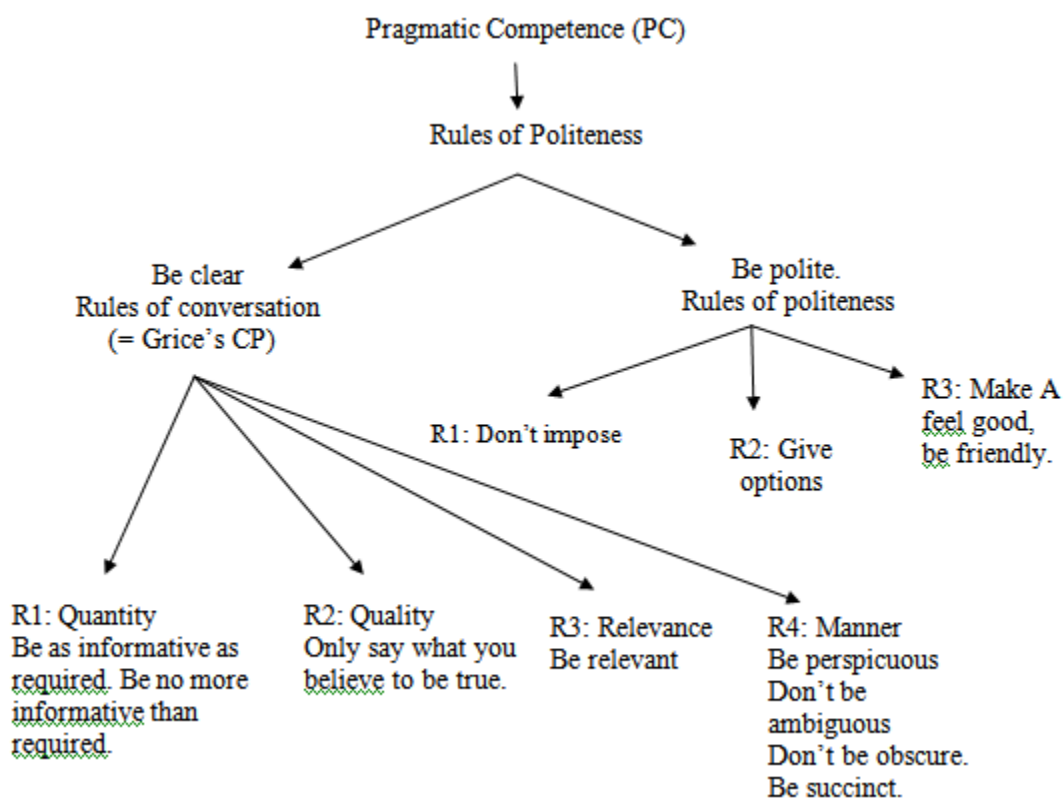 Pragmatic Competence (PC)
Rules of Politeness
Be clear
Rules of conversation
(= Grice’s CP)
Be polite.
Rules of politeness
R1: Don’t impose
R2: Give
options
R3: Make A
feel good,
be friendly.
R1: Quantity
Be as informative as
required. Be no more
informative than
required.
R2: Quality
Only say what you
believe to be true.
R3: Relevance
Be relevant
R4: Manner
Be perspicuous
Don’t be
ambiguous
Don’t be obscure.
Be succinct.